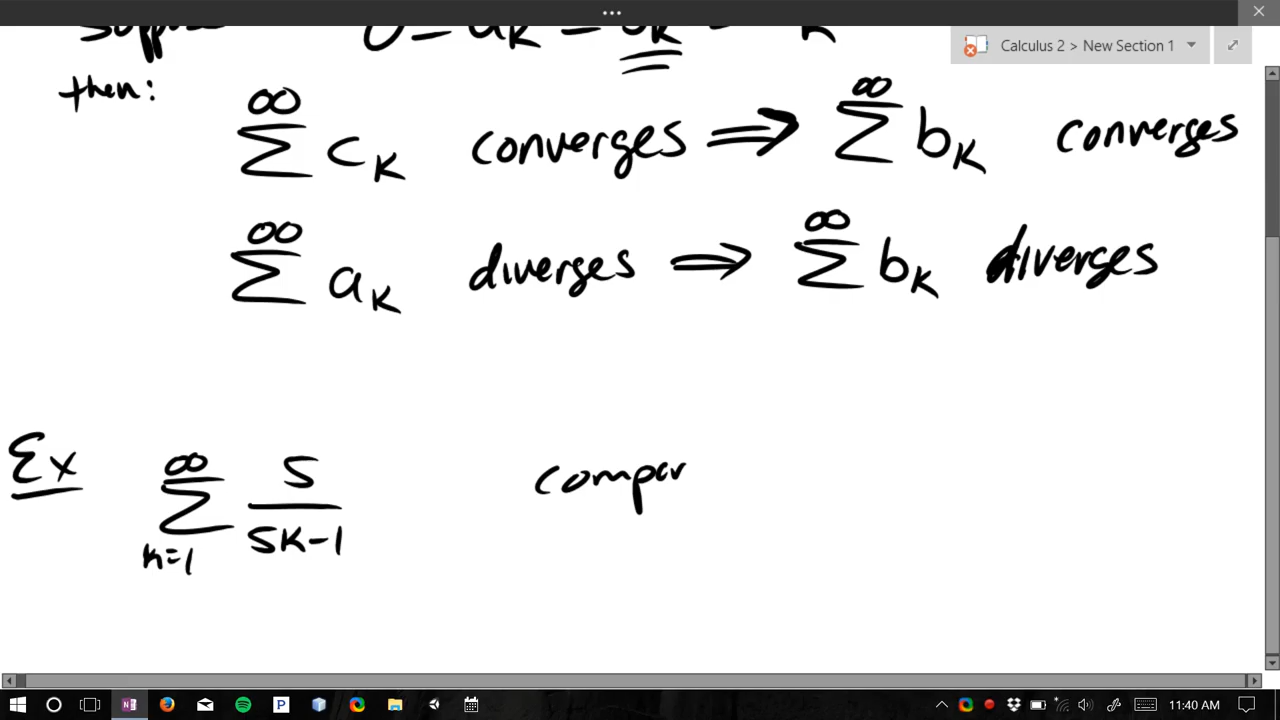 Calculus 2 > New Section 1
then:
∞ ∑ c_K converges ⟹ ∞ ∑ b_K converges
∞ ∑ a_K diverges ⟹ ∞ ∑ b_K diverges
Ex ∞ ∑ K=1 5/(5K-1) compar
11:40 AM